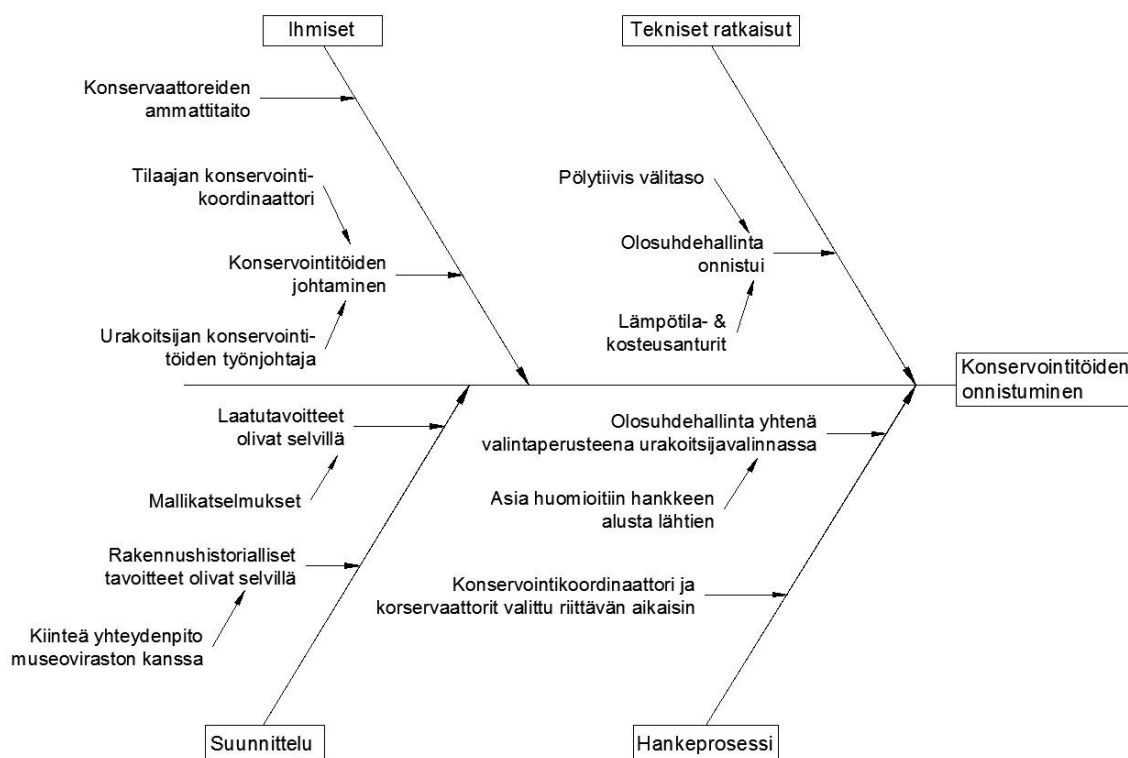 Ihmiset
Tekniset ratkaisut
Konservaattoreiden
ammattitaito
Tilaajan konservointi-
koordinaattori
Konservointitöiden
johtaminen
Urakoitsijan konservointi-
töiden työnjohtaja
Pölytiivis välitaso
Olosuhdehallinta
onnistui
Lämpötila- &
kosteusanturit
Konservointitöiden
onnistuminen
Laatutavoitteet
olivat selvillä
Mallikatselmukset
Rakennushistorialliset
tavoitteet olivat selvillä
Kiinteä yhteydenpito
museoviraston kanssa
Olosuhdehallinta yhtenä
valintaperusteena urakoitsijavalinnassa
Asia huomioitiin hankkeen
alusta lähtien
Konservointikoordinaattori ja
korservaattorit valittu riittävän aikaisin
Suunnittelu
Hankeprosessi